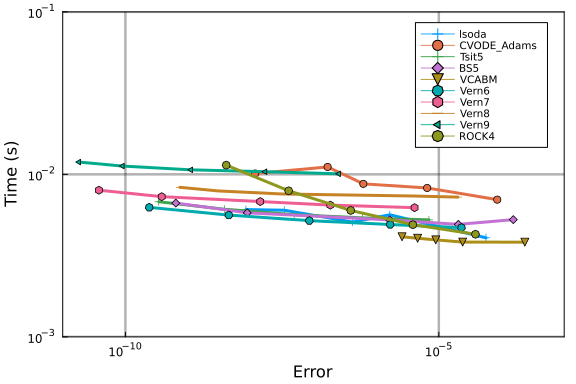 10⁻¹
lsoda
CVODE_Adams
Tsit5
BS5
VCABM
Vern6
Vern7
Vern8
Vern9
ROCK4
Time (s)
10⁻²
10⁻³
10⁻¹⁰
10⁻⁵
Error